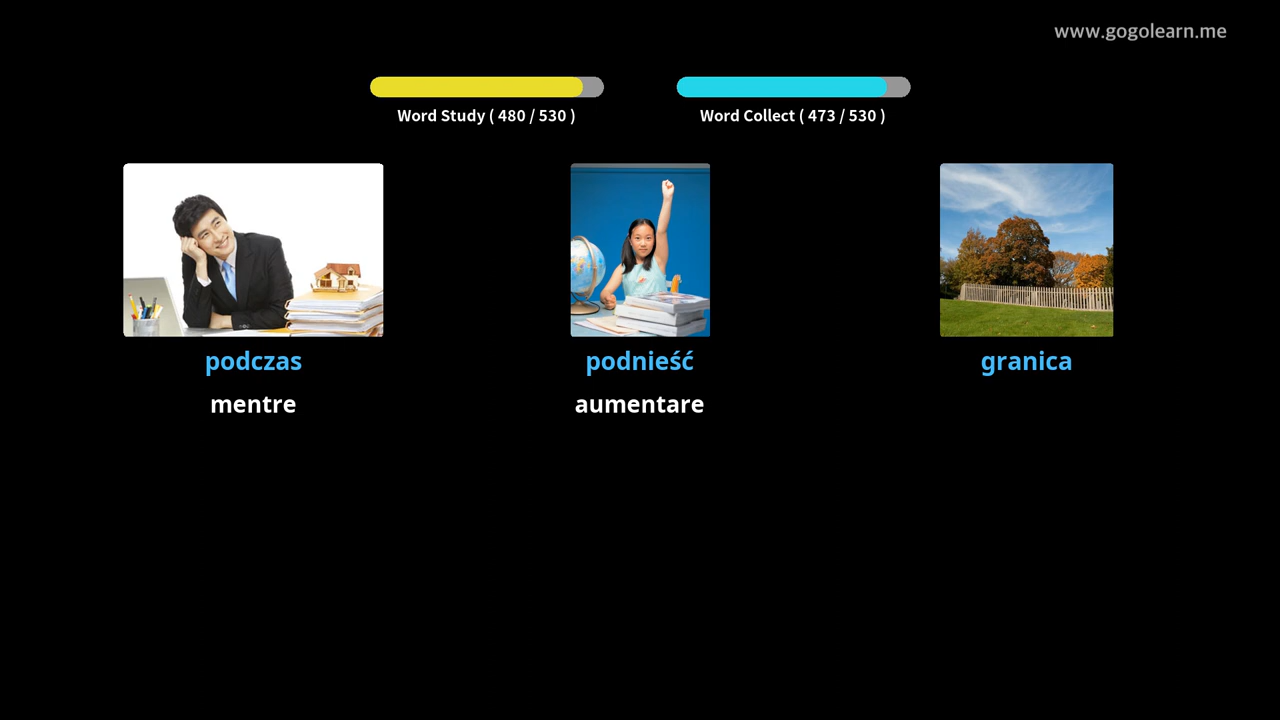 www.gogolearn.me
Word Study ( 480 / 530 )
Word Collect ( 473 / 530 )
podczas
podnieść
granica
mentre
aumentare